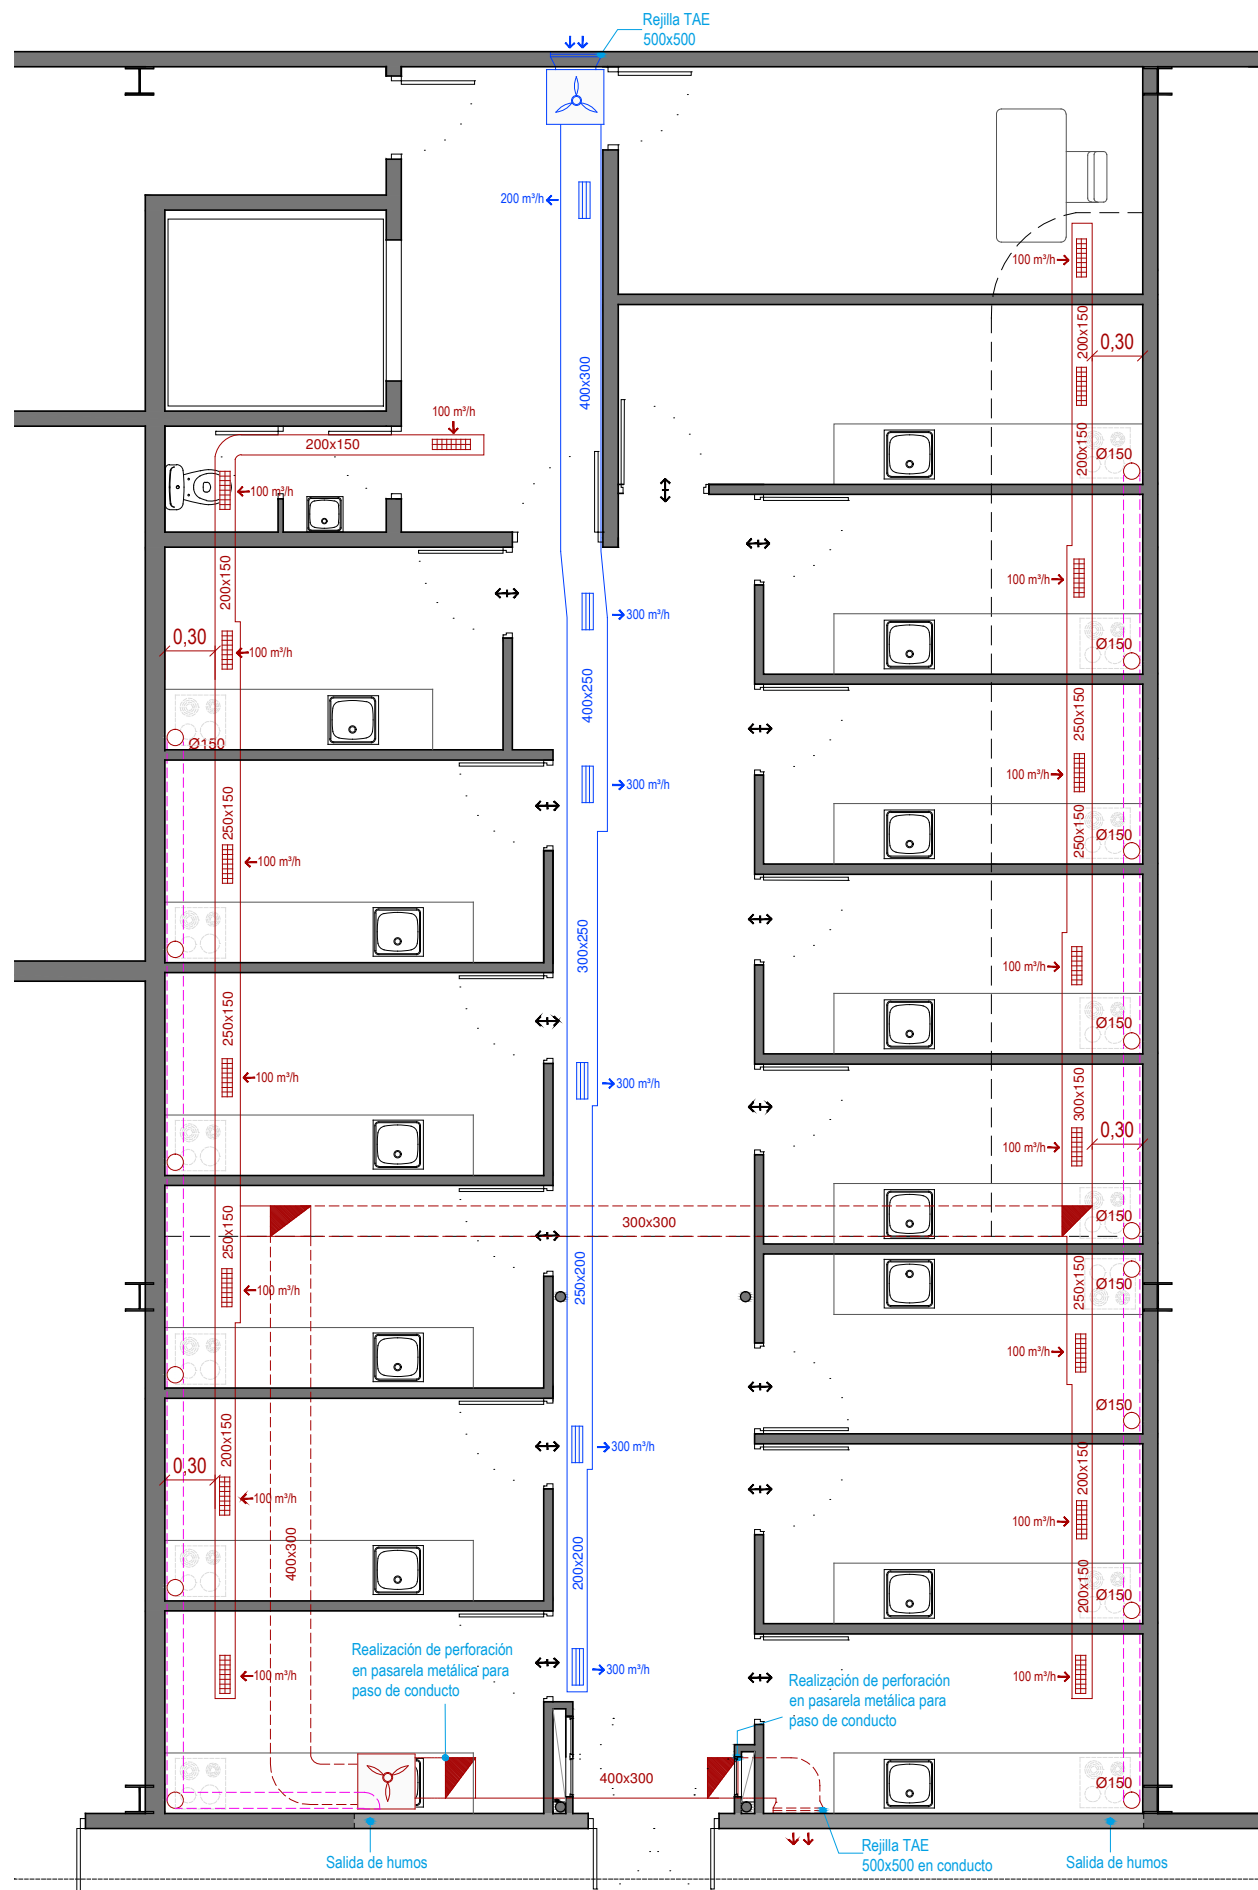 Rejilla TAE
500x500
200 m³/h
100 m³/h
200x150
0,30
400x300
100 m³/h
200x150
200x150
Ø150
100 m³/h
200x150
100 m³/h
300 m³/h
0,30
100 m³/h
Ø150
400x250
250x150
Ø150
300 m³/h
100 m³/h
250x150
250x150
Ø150
100 m³/h
300x250
100 m³/h
250x150
Ø150
100 m³/h
300 m³/h
300x150
0,30
100 m³/h
250x150
300x300
Ø150
250x200
250x150
Ø150
100 m³/h
100 m³/h
Ø150
200x150
0,30
300 m³/h
200x150
100 m³/h
100 m³/h
400x300
200x200
200x150
Ø150
Realización de perforación
en pasarela metálica para
paso de conducto
100 m³/h
300 m³/h
100 m³/h
Realización de perforación
en pasarela metálica para
paso de conducto
400x300
Ø150
Rejilla TAE
500x500 en conducto
Salida de humos
Salida de humos